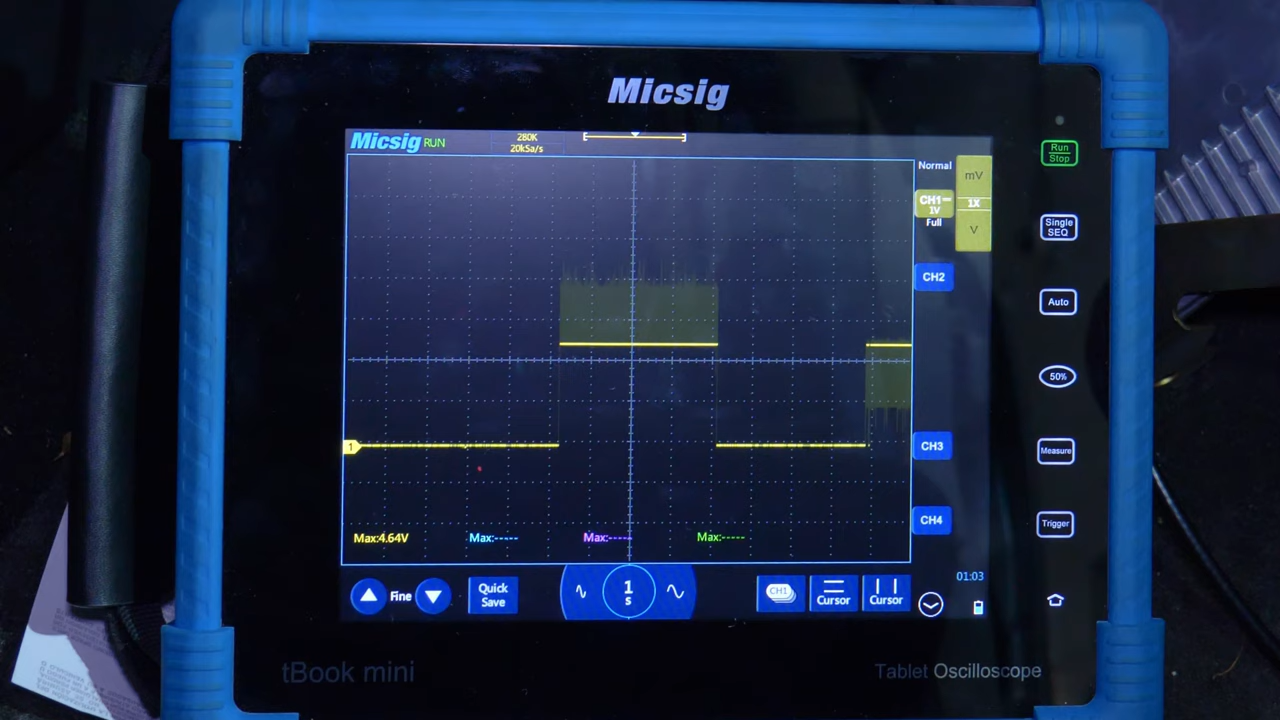 Micsig
Micsig RUN
280K
20kSa/s
Run
Stop
Normal
mV
CH1
1V
1X
Full
V
Single
SEQ
CH2
Auto
50%
1
CH3
Measure
CH4
Trigger
Max:4.64V
Max:-----
Max:-----
Max:-----
01:03
Fine
Quick
Save
1
s
CH1
Cursor
Cursor
tBook mini
Tablet Oscilloscope